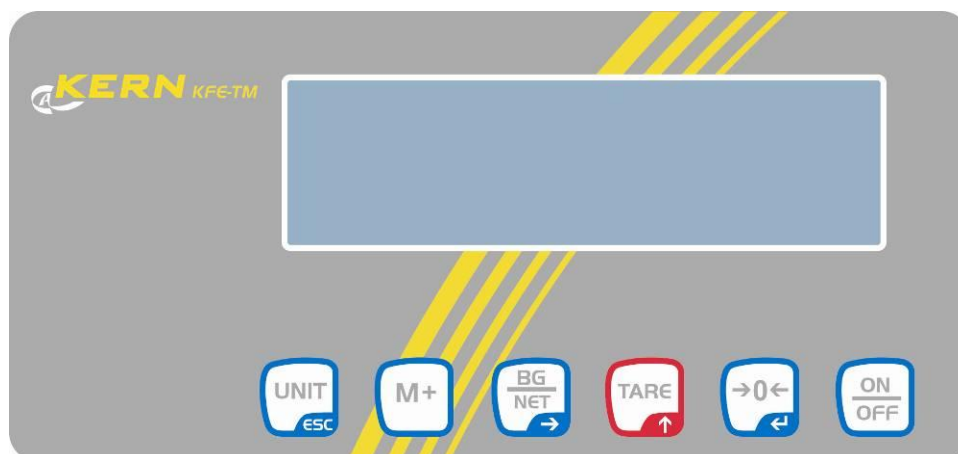 KERN KFE-TM
UNIT
ESC
M+
BG
NET
→
TARE
↑
→0←
↵
ON
OFF